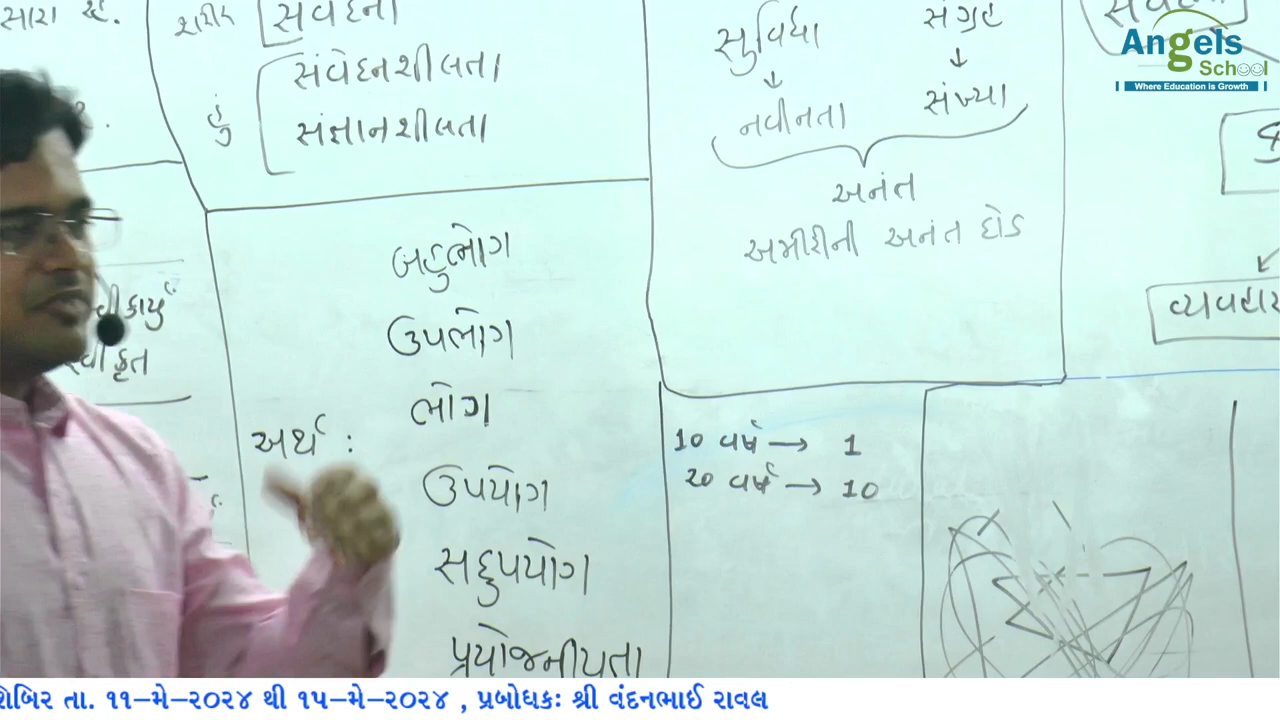 સારા છે.
શરીર
સંવેદના
સંવેદનશીલતા
હું
સંજ્ઞાનશીલતા
સુવિધા
સંગ્રહ
↓
↓
નવીનતા
સંખ્યા
અનંત
અમીરીની અનંત દોડ
Angels
School
Where Education is Growth
વ્યવહાર
બહુભોગ
ઉપભોગ
ભોગ
અર્થ :
ઉપયોગ
સદ્દુપયોગ
પ્રયોજનીયતા
10 વર્ષ → 1
20 વર્ષ → 10
શિબિર તા. ૧૧-મે-૨૦૨૪ થી ૧૫-મે-૨૦૨૪ , પ્રબોધકઃ શ્રી વંદનભાઈ રાવલ